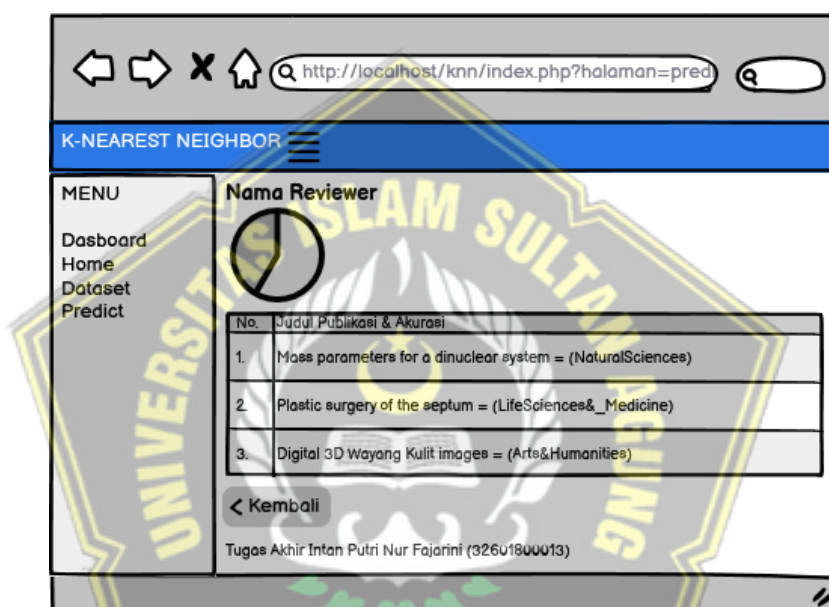 http://localhost/knn/index.php?halaman=pred
K-NEAREST NEIGHBOR
MENU
Dasboard
Home
Dataset
Predict
Nama Reviewer
No. Judul Publikasi & Akurasi
1. Mass parameters for a dinuclear system = (NaturalSciences)
2. Plastic surgery of the septum = (LifeSciences&_Medicine)
3. Digital 3D Wayang Kulit images = (Arts&Humanities)
< Kembali
Tugas Akhir Intan Putri Nur Fajarini (32601800013)
UNIVERSITAS ISLAM SULTAN AGUNG